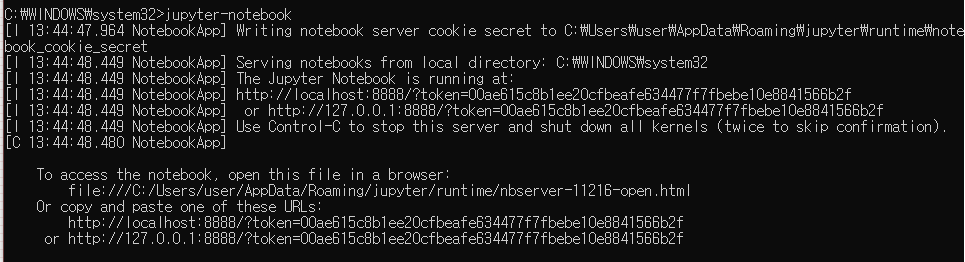 C:₩WINDOWS₩system32>jupyter-notebook
[I 13:44:47.964 NotebookApp] Writing notebook server cookie secret to C:₩Users₩user₩AppData₩Roaming₩jupyter₩runtime₩note
book_cookie_secret
[I 13:44:48.449 NotebookApp] Serving notebooks from local directory: C:₩WINDOWS₩system32
[I 13:44:48.449 NotebookApp] The Jupyter Notebook is running at:
[I 13:44:48.449 NotebookApp] http://localhost:8888/?token=00ae615c8b1ee20cfbeafe634477f7fbebe10e8841566b2f
[I 13:44:48.449 NotebookApp]  or http://127.0.0.1:8888/?token=00ae615c8b1ee20cfbeafe634477f7fbebe10e8841566b2f
[I 13:44:48.449 NotebookApp] Use Control-C to stop this server and shut down all kernels (twice to skip confirmation).
[C 13:44:48.480 NotebookApp]
To access the notebook, open this file in a browser:
file:///C:/Users/user/AppData/Roaming/jupyter/runtime/nbserver-11216-open.html
Or copy and paste one of these URLs:
http://localhost:8888/?token=00ae615c8b1ee20cfbeafe634477f7fbebe10e8841566b2f
or http://127.0.0.1:8888/?token=00ae615c8b1ee20cfbeafe634477f7fbebe10e8841566b2f